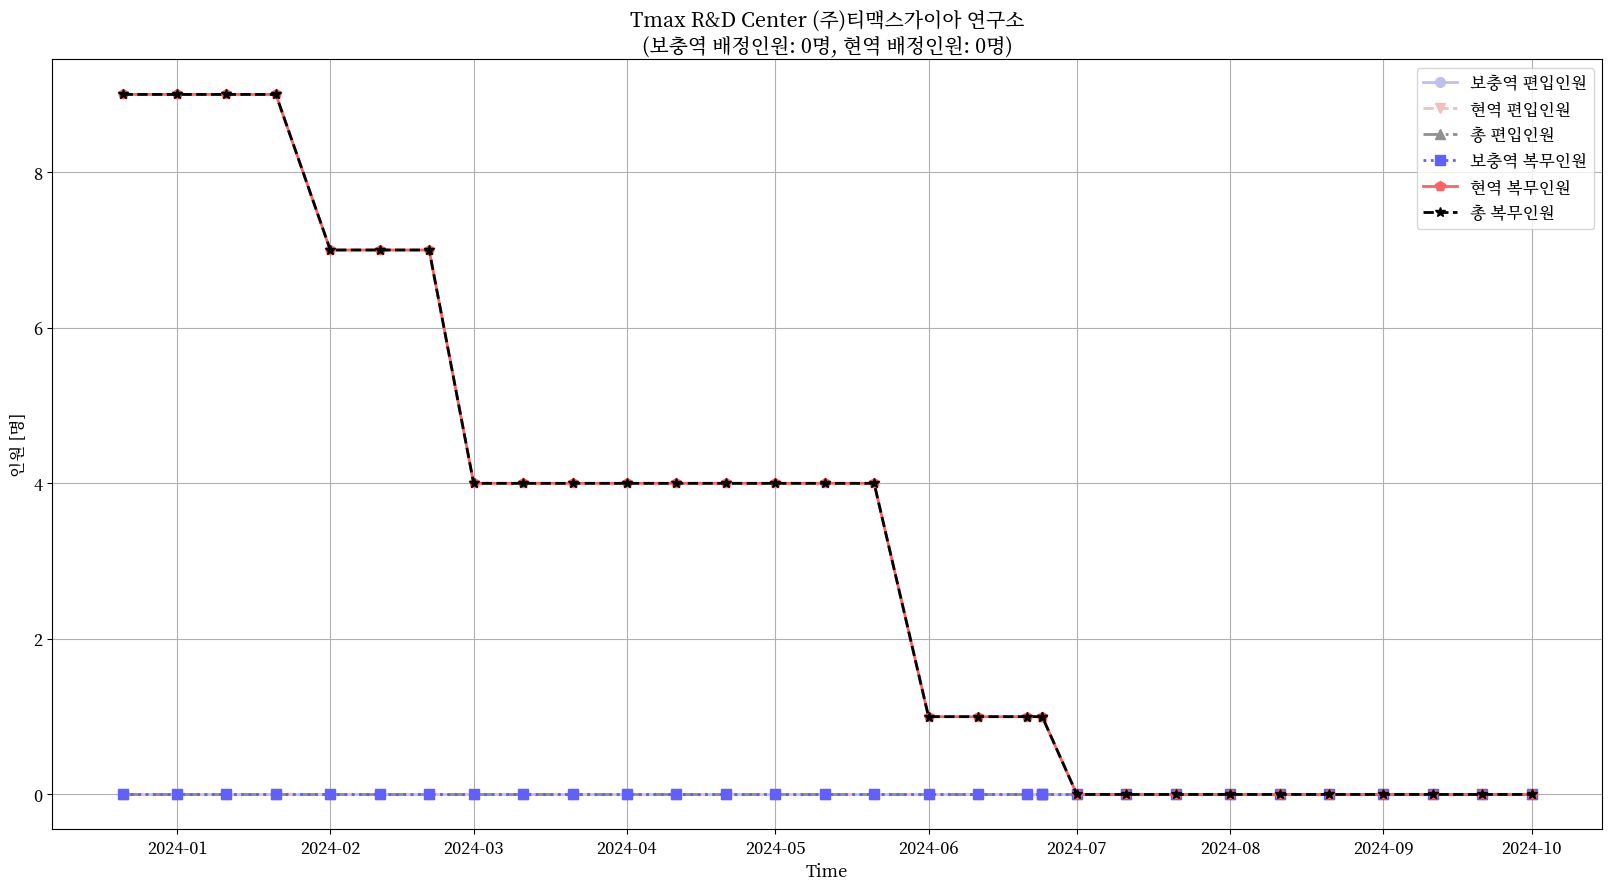 Tmax R&D Center (주)티맥스가이아 연구소
(보충역 배정인원: 0명, 현역 배정인원: 0명)
보충역 편입인원
현역 편입인원
총 편입인원
보충역 복무인원
현역 복무인원
총 복무인원
인원 [명]
8
6
4
2
0
2024-01
2024-02
2024-03
2024-04
2024-05
2024-06
2024-07
2024-08
2024-09
2024-10
Time